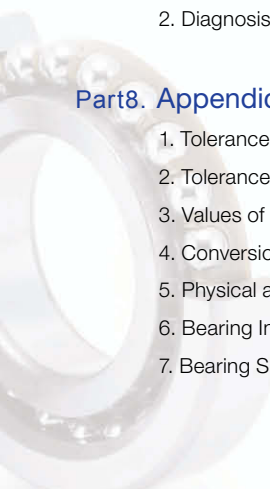 2. Diagnosis
Part8. Appendic
1. Tolerance
2. Tolerance
3. Values of
4. Conversio
5. Physical a
6. Bearing In
7. Bearing S